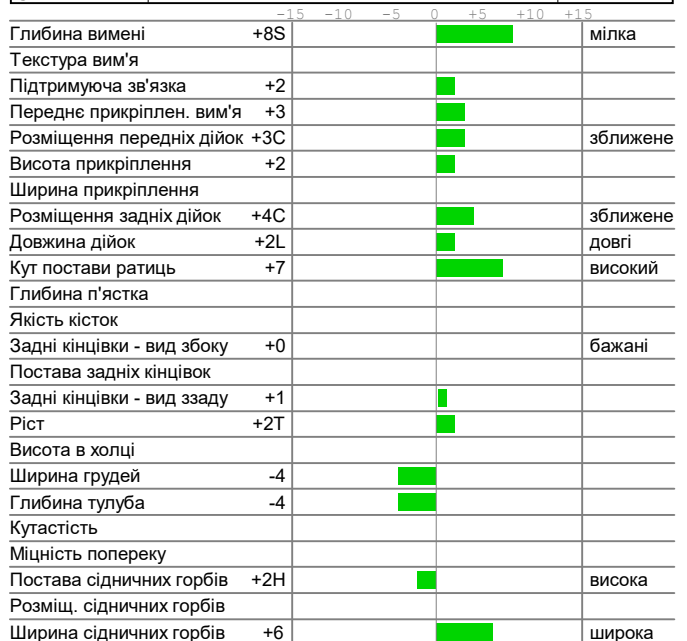 -15 -10 -5 0 +5 +10 +15
Глибина вимені +8S мілка
Текстура вим'я
Підтримуюча зв'язка +2
Переднє прикріплен. вим'я +3
Розміщення передніх дійок +3C зближене
Висота прикріплення +2
Ширина прикріплення
Розміщення задніх дійок +4C зближене
Довжина дійок +2L довгі
Кут постави ратиць +7 високий
Глибина п'ястка
Якість кісток
Задні кінцівки - вид збоку +0 бажані
Постава задніх кінцівок
Задні кінцівки - вид ззаду +1
Ріст +2T
Висота в холці
Ширина грудей -4
Глибина тулуба -4
Кутастість
Міцність попереку
Постава сідничних горбів +2H висока
Розміщ. сідничних горбів
Ширина сідничних горбів +6 широка